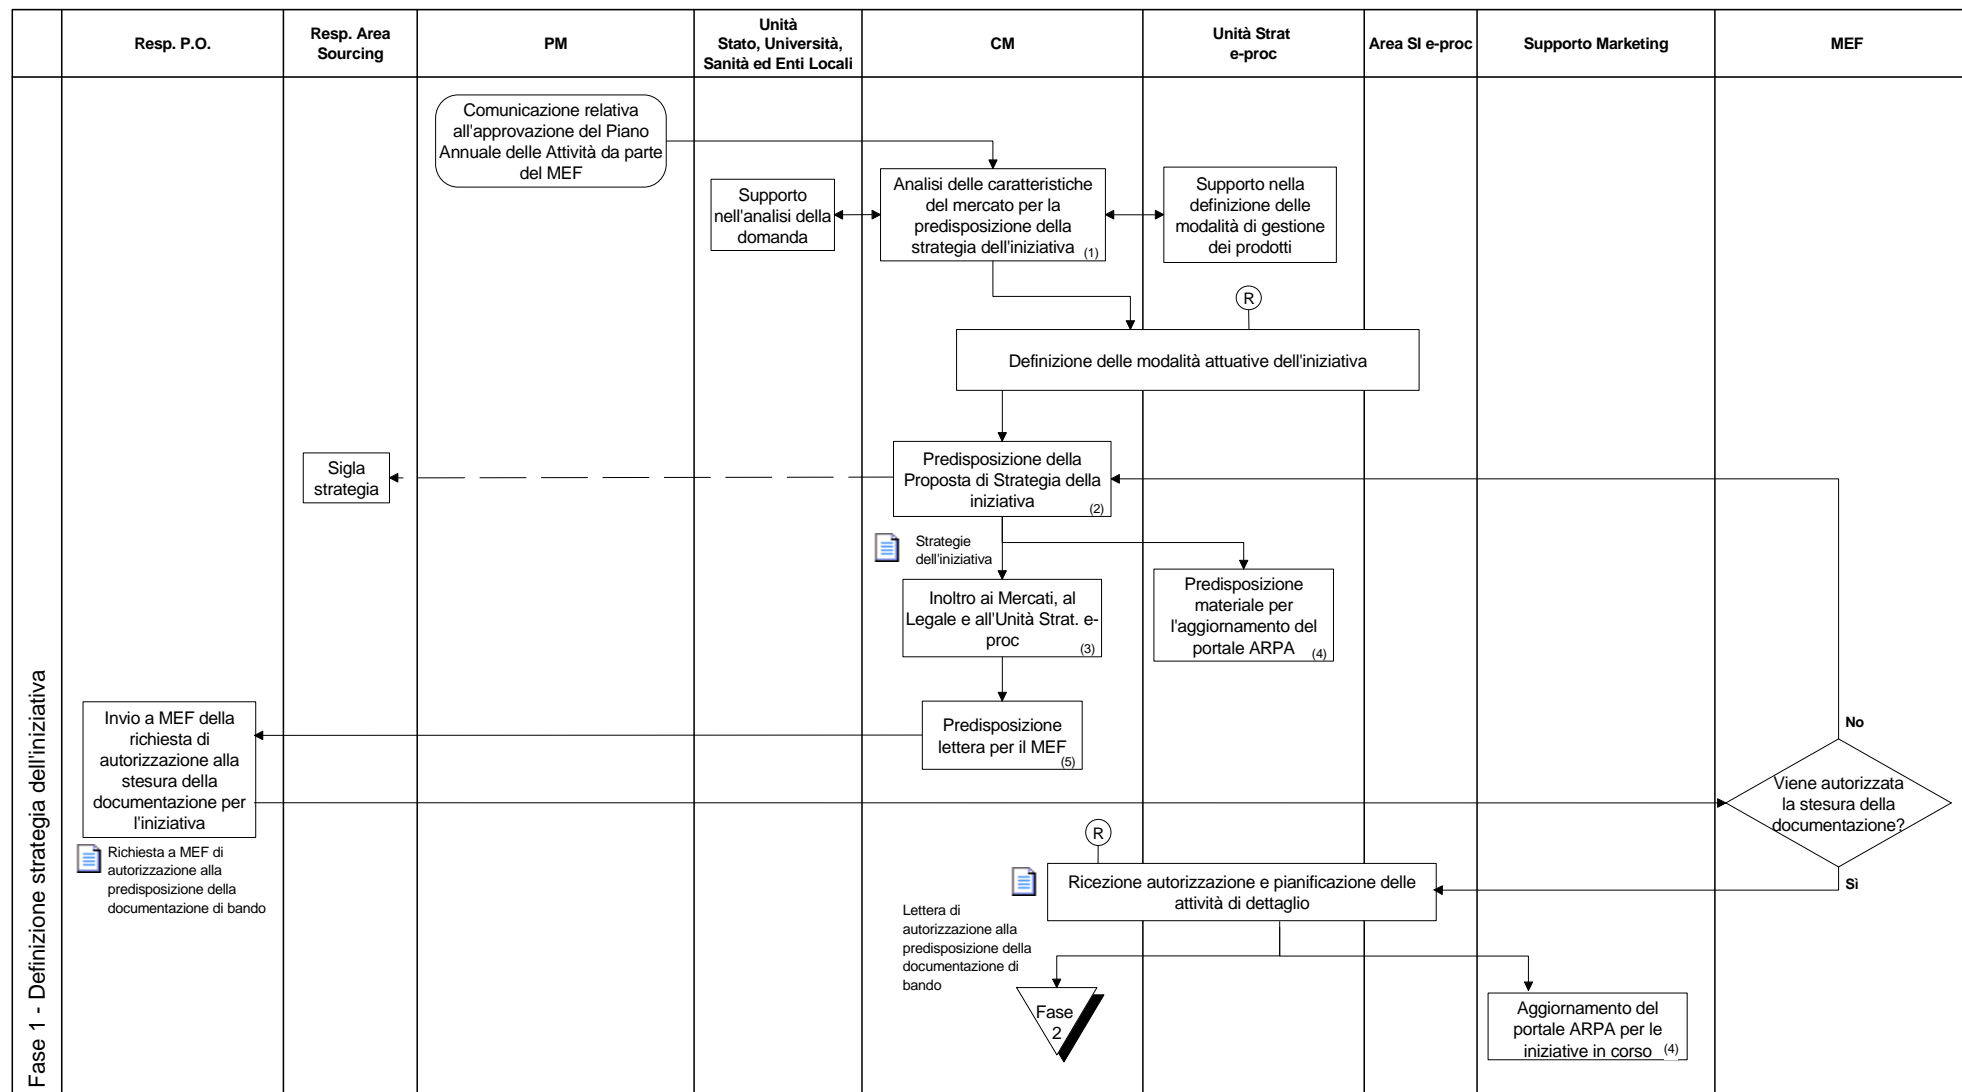 Resp. P.O.
Resp. Area
Sourcing
PM
Unità
Stato, Università,
Sanità ed Enti Locali
CM
Unità Strat
e-proc
Area SI e-proc
Supporto Marketing
MEF
Fase 1 - Definizione strategia dell'iniziativa
Comunicazione relativa
all'approvazione del Piano
Annuale delle Attività da parte
del MEF
Supporto
nell'analisi della
domanda
Analisi delle caratteristiche
del mercato per la
predisposizione della
strategia dell'iniziativa
(1)
Supporto nella
definizione delle
modalità di gestione
dei prodotti
R
Definizione delle modalità attuative dell'iniziativa
Sigla
strategia
Predisposizione della
Proposta di Strategia della
iniziativa
(2)
Strategie
dell'iniziativa
Inoltro ai Mercati, al
Legale e all'Unità Strat. e-
proc
(3)
Predisposizione
materiale per
l'aggiornamento del
portale ARPA
(4)
Invio a MEF della
richiesta di
autorizzazione alla
stesura della
documentazione per
l'iniziativa
Predisposizione
lettera per il MEF
(5)
No
Viene autorizzata
la stesura della
documentazione?
Sì
Richiesta a MEF di
autorizzazione alla
predisposizione della
documentazione di bando
R
Ricezione autorizzazione e pianificazione delle
attività di dettaglio
Lettera di
autorizzazione alla
predisposizione della
documentazione di
bando
Fase
2
Aggiornamento del
portale ARPA per le
iniziative in corso
(4)